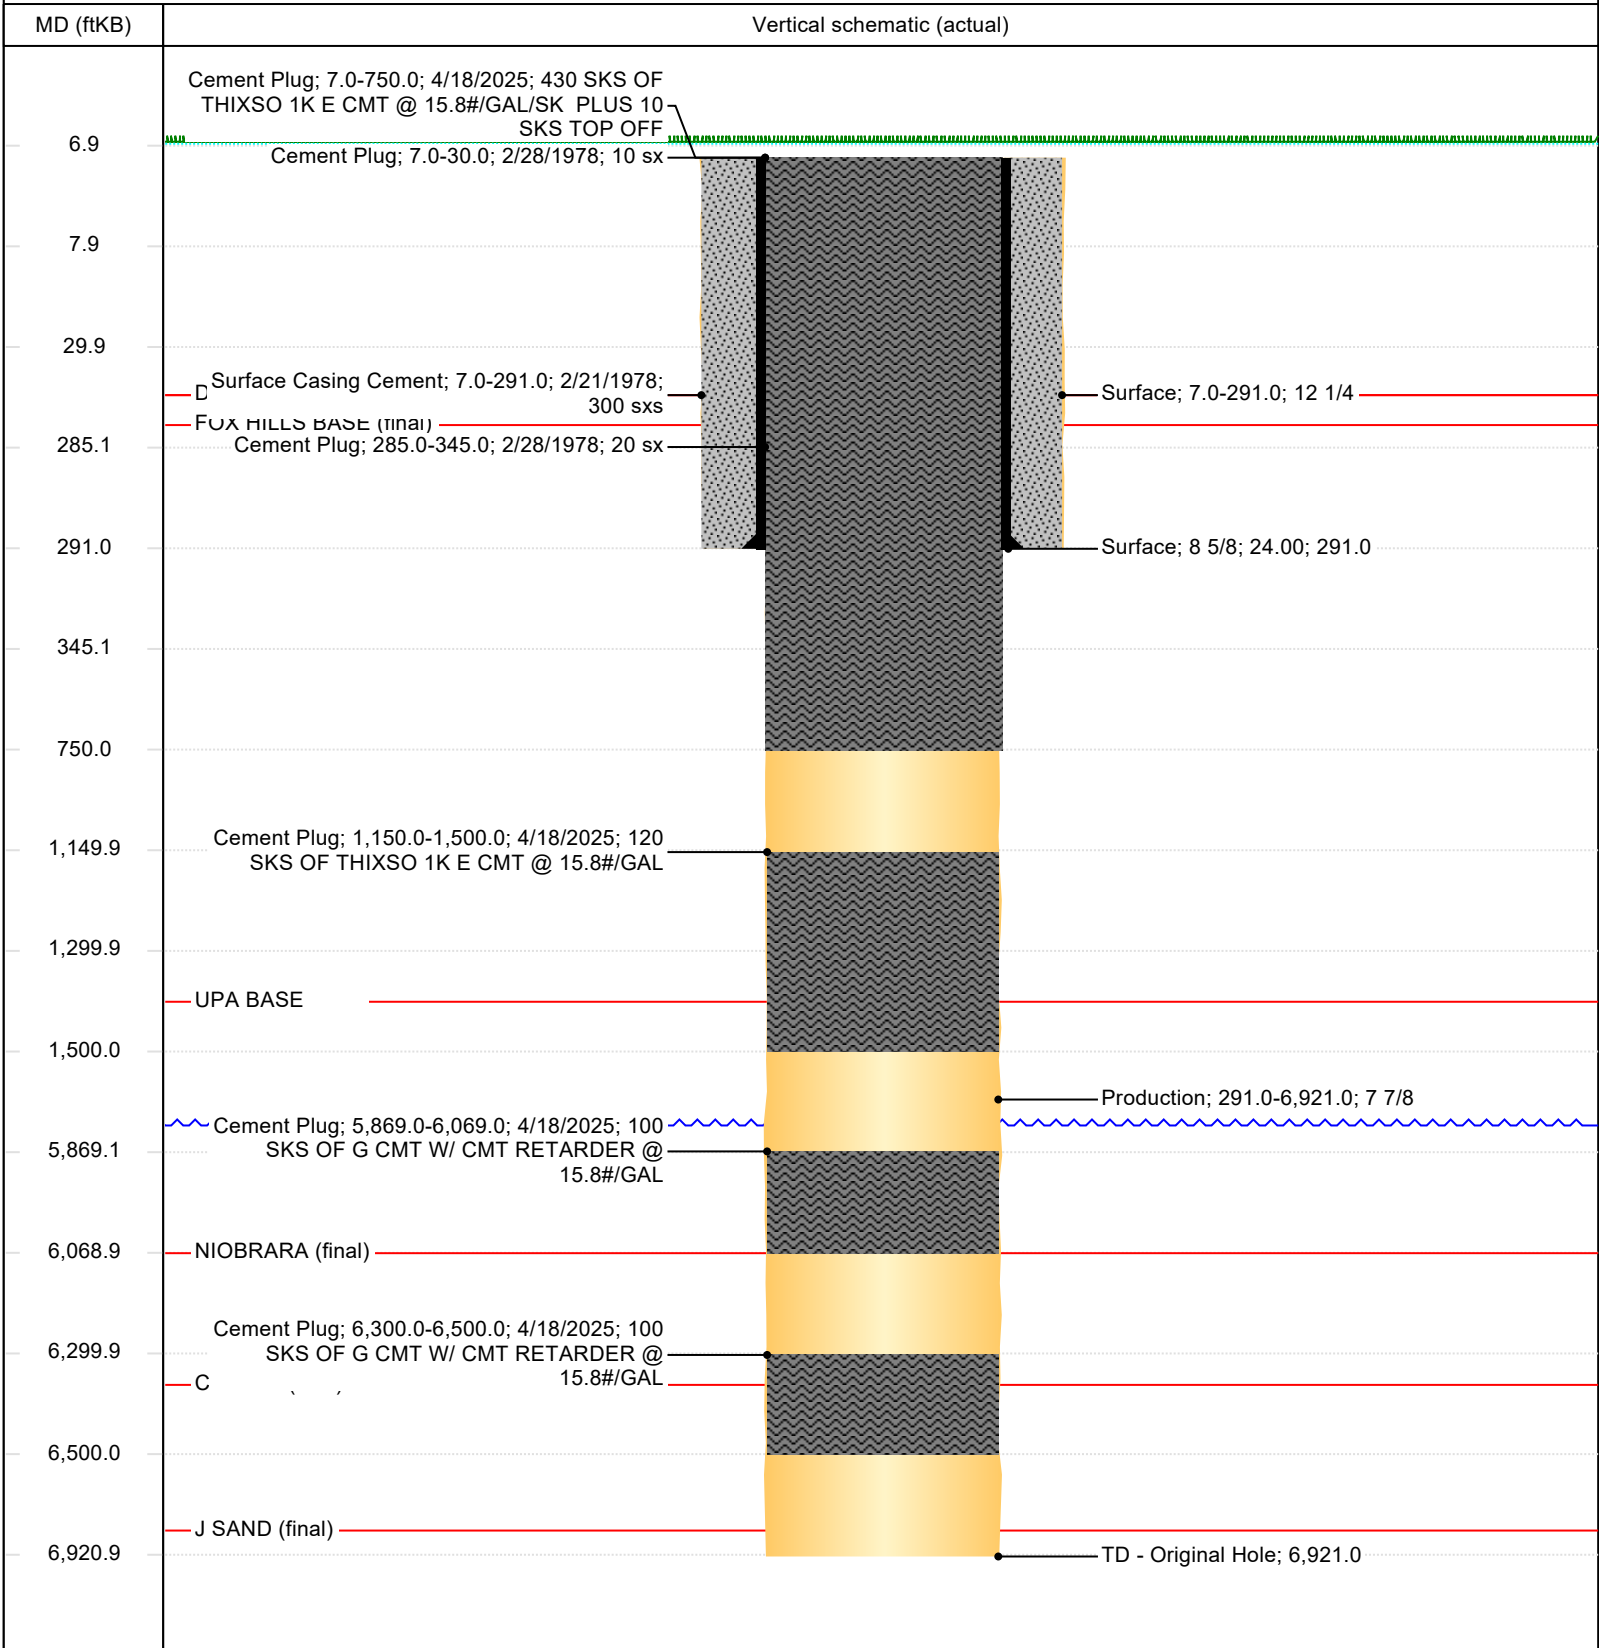 MD (ftKB)
Vertical schematic (actual)
Cement Plug; 7.0-750.0; 4/18/2025; 430 SKS OF
THIXSO 1K E CMT @ 15.8#/GAL/SK PLUS 10
SKS TOP OFF
6.9
Cement Plug; 7.0-30.0; 2/28/1978; 10 sx
7.9
29.9
Surface Casing Cement; 7.0-291.0; 2/21/1978;
300 sxs
D
Surface; 7.0-291.0; 12 1/4
FOX HILLS BASE (final)
285.1
Cement Plug; 285.0-345.0; 2/28/1978; 20 sx
291.0
Surface; 8 5/8; 24.00; 291.0
345.1
750.0
Cement Plug; 1,150.0-1,500.0; 4/18/2025; 120
SKS OF THIXSO 1K E CMT @ 15.8#/GAL
1,149.9
1,299.9
UPA BASE
1,500.0
Production; 291.0-6,921.0; 7 7/8
Cement Plug; 5,869.0-6,069.0; 4/18/2025; 100
SKS OF G CMT W/ CMT RETARDER @
15.8#/GAL
5,869.1
6,068.9
NIOBRARA (final)
Cement Plug; 6,300.0-6,500.0; 4/18/2025; 100
SKS OF G CMT W/ CMT RETARDER @
15.8#/GAL
6,299.9
C
6,500.0
J SAND (final)
6,920.9
TD - Original Hole; 6,921.0